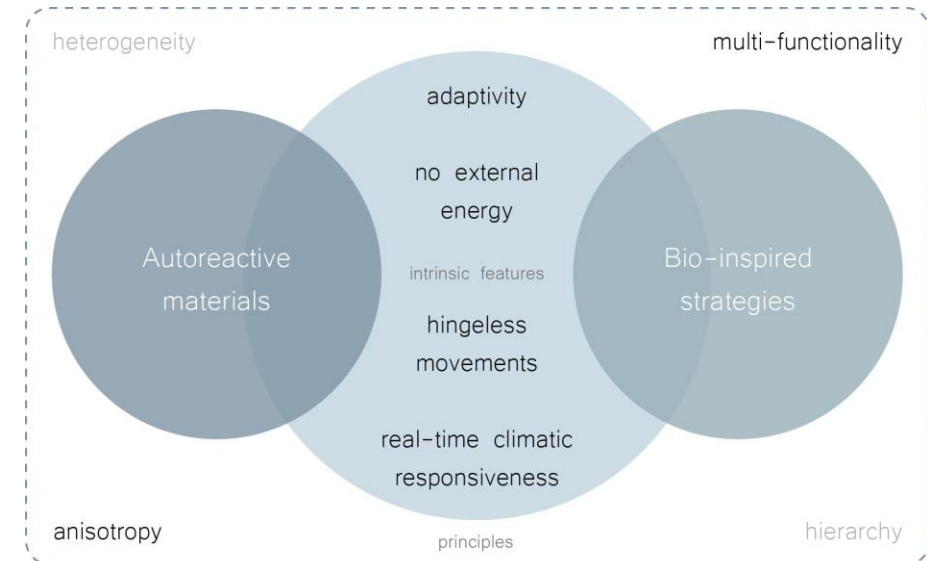 heterogeneity
multi-functionality
adaptivity
no external
energy
Autoreactive
materials
intrinsic features
Bio-inspired
strategies
hingeless
movements
real-time climatic
responsiveness
anisotropy
principles
hierarchy